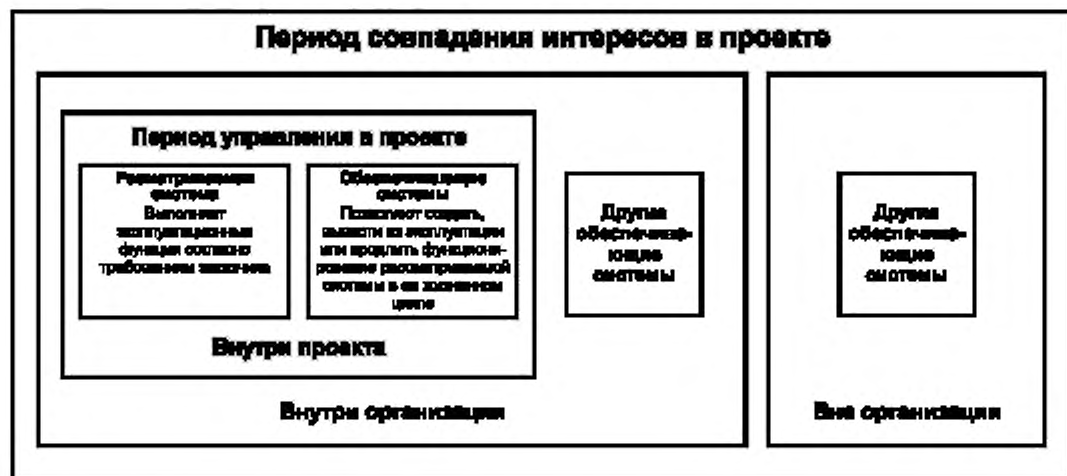 Период совпадения интересов в проекте
Период управления в проекте
Рассматриваемая
система
Выполняет
эксплуатационные
функции согласно
требованиям заказчика
Обеспечивающие
системы
Позволяют создать,
вывести из эксплуатации
или продлить функциони-
рование рассматриваемой
системы в ее жизненном
цикле
Другие
обеспечива-
ющие
системы
Другие
обеспечива-
ющие
системы
Внутри проекта
Внутри организации
Вне организации